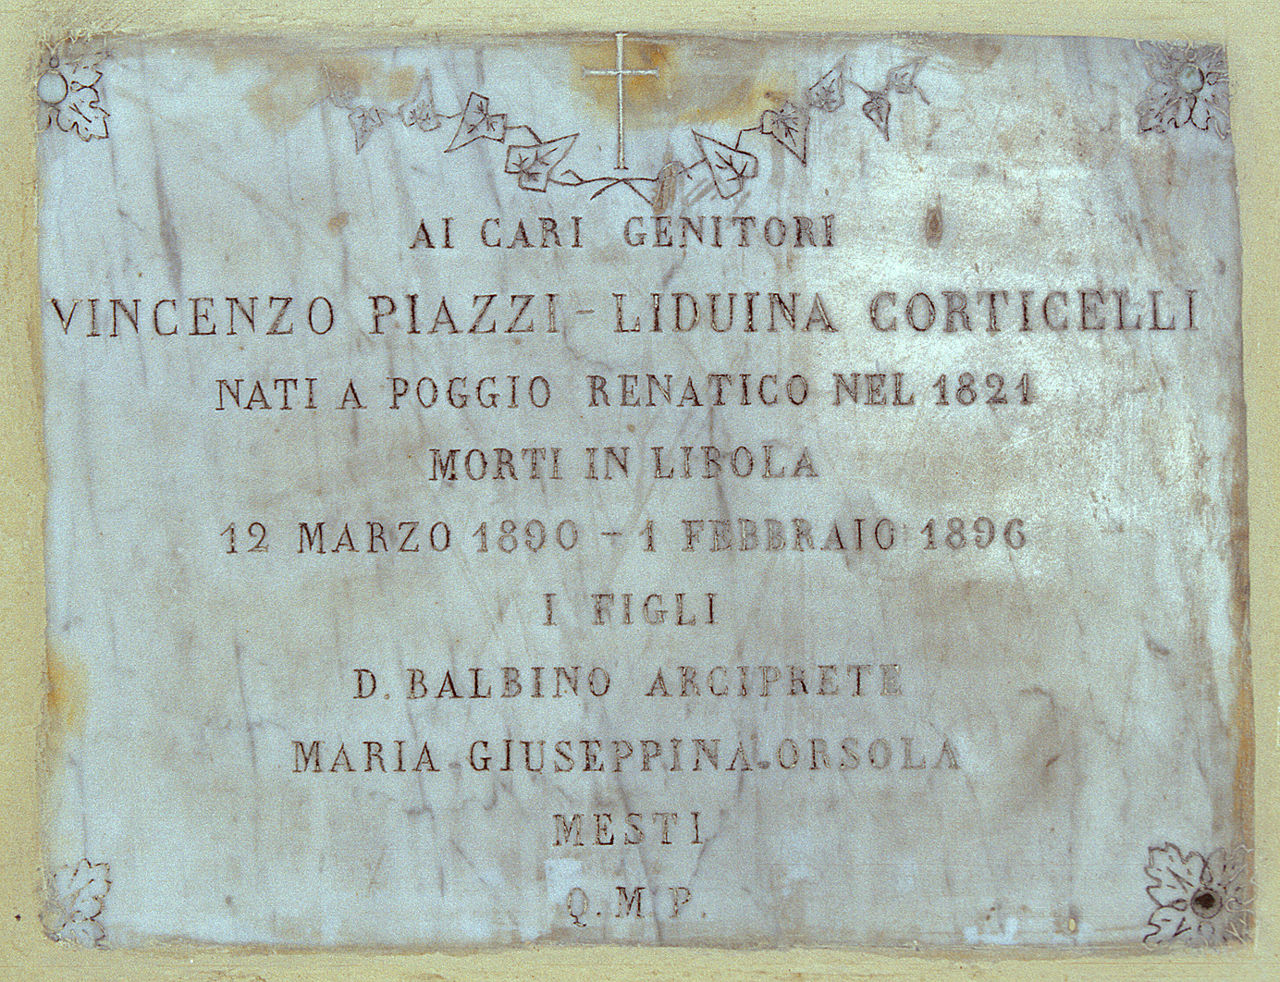 AI CARI GENITORI
VINCENZO PIAZZI - LIDUINA CORTICELLI
NATI A POGGIO RENATICO NEL 1821
MORTI IN LIBOLA
12 MARZO 1890 - 1 FEBBRAJO 1896
I FIGLI
D. BALBINO ARCIPRETE
MARIA.GIUSEPPINA.ORSOLA
MESTI
Q.M P.